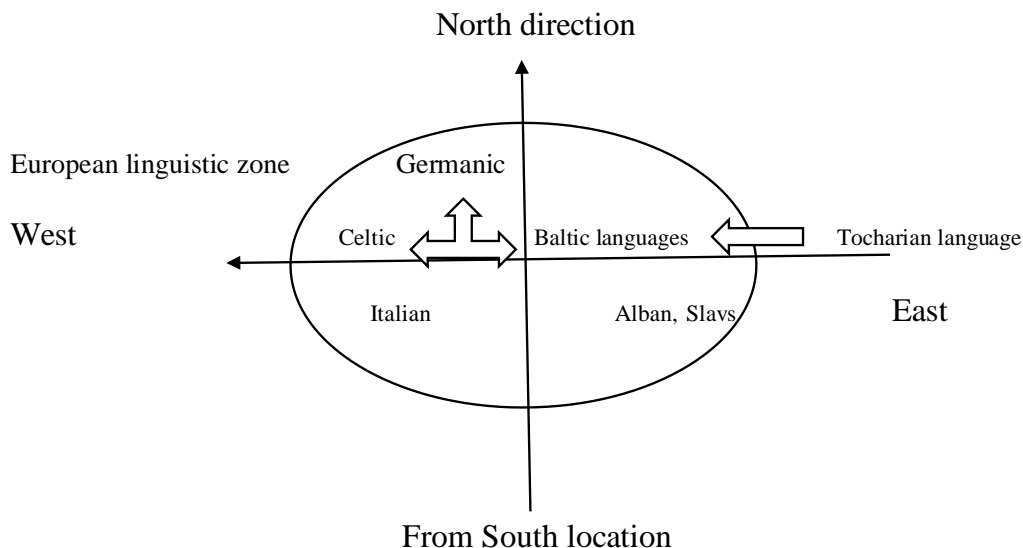 North direction
European linguistic zone
Germanic
West
Celtic
Baltic languages
Tocharian language
Italian
Alban, Slavs
East
From South location